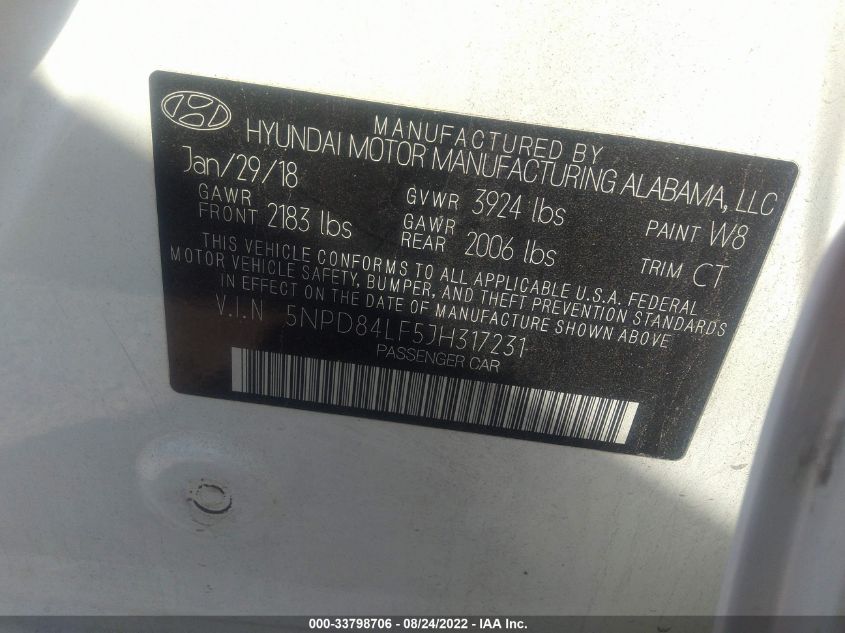 MANUFACTURED BY
HYUNDAI MOTOR MANUFACTURING ALABAMA, LLC
Jan/29/18
GAWR FRONT 2183 lbs
GVWR 3924 lbs
GAWR REAR 2006 lbs
PAINT W8
TRIM CT
THIS VEHICLE CONFORMS TO ALL APPLICABLE U.S.A. FEDERAL
MOTOR VEHICLE SAFETY, BUMPER, AND THEFT PREVENTION STANDARDS
IN EFFECT ON THE DATE OF MANUFACTURE SHOWN ABOVE
V.I.N 5NPD84LF5JH317231
PASSENGER CAR
000-33798706 - 08/24/2022 - IAA Inc.